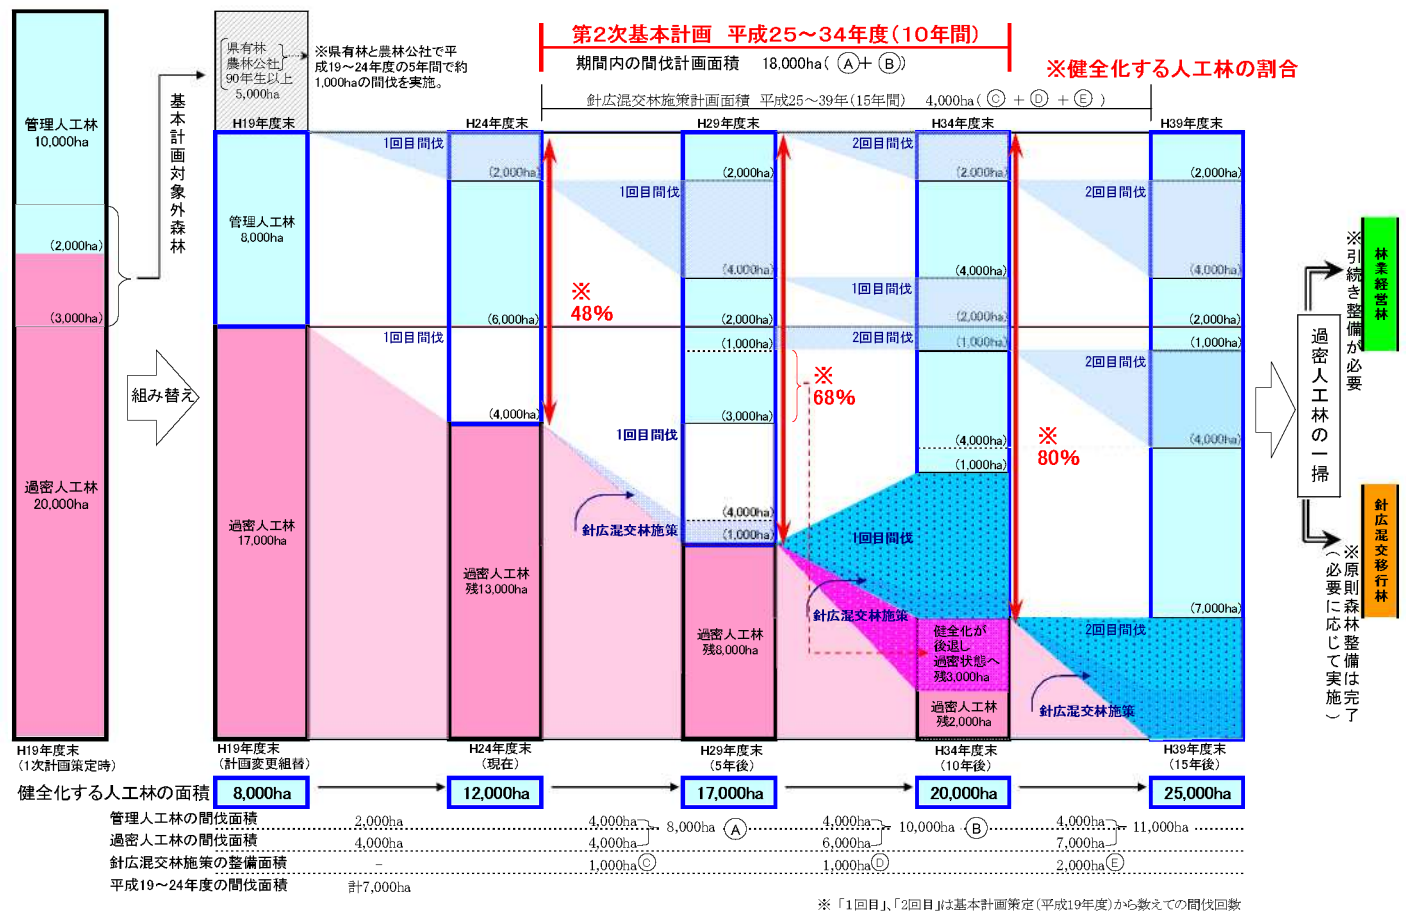 第2次基本計画　平成25～34年度(10年間)
期間内の間伐計画面積　18,000ha( Ⓐ+ Ⓑ)
※健全化する人工林の割合
針広混交林施策計画面積　平成25～39年(15年間)　4,000ha( Ⓒ + Ⓓ + Ⓔ )
県有林
農林公社
90年生以上
5,000ha
※県有林と農林公社で平
成19～24年度の5年間で約
1,000haの間伐を実施。
基本計画対象外森林
管理人工林
10,000ha
(2,000ha)
(3,000ha)
過密人工林
20,000ha
H19年度末
(1次計画策定時)
組み替え
H19年度末
管理人工林
8,000ha
過密人工林
17,000ha
H19年度末
(計画変更組替)
1回目間伐
1回目間伐
H24年度末
(2,000ha)
(6,000ha)
(4,000ha)
過密人工林
残13,000ha
H24年度末
(現在)
※
48%
1回目間伐
1回目間伐
針広混交林施策
H29年度末
(2,000ha)
(4,000ha)
(2,000ha)
(1,000ha)
(3,000ha)
(4,000ha)
(1,000ha)
過密人工林
残8,000ha
H29年度末
(5年後)
※
68%
2回目間伐
1回目間伐
2回目間伐
1回目間伐
針広混交林施策
H34年度末
(2,000ha)
(4,000ha)
(2,000ha)
(1,000ha)
(4,000ha)
(1,000ha)
健全化が
後退し
過密状態へ
残3,000ha
過密人工林
残2,000ha
H34年度末
(10年後)
※
80%
2回目間伐
2回目間伐
2回目間伐
針広混交林施策
H39年度末
(2,000ha)
(4,000ha)
(2,000ha)
(1,000ha)
(4,000ha)
(7,000ha)
H39年度末
(15年後)
過密人工林の一掃
林業経営林
※引続き整備が必要
針広混交移行林
※原則森林整備は完了
(必要に応じて実施)
健全化する人工林の面積　8,000ha　12,000ha　17,000ha　20,000ha　25,000ha
管理人工林の間伐面積　2,000ha　4,000ha　4,000ha　4,000ha
8,000ha Ⓐ　10,000ha Ⓑ　11,000ha
過密人工林の間伐面積　4,000ha　4,000ha　6,000ha　7,000ha
針広混交林施策の整備面積　－　1,000haⒸ　1,000haⒹ　2,000haⒺ
平成19～24年度の間伐面積　計7,000ha
※「1回目」、「2回目」は基本計画策定(平成19年度)から数えての間伐回数